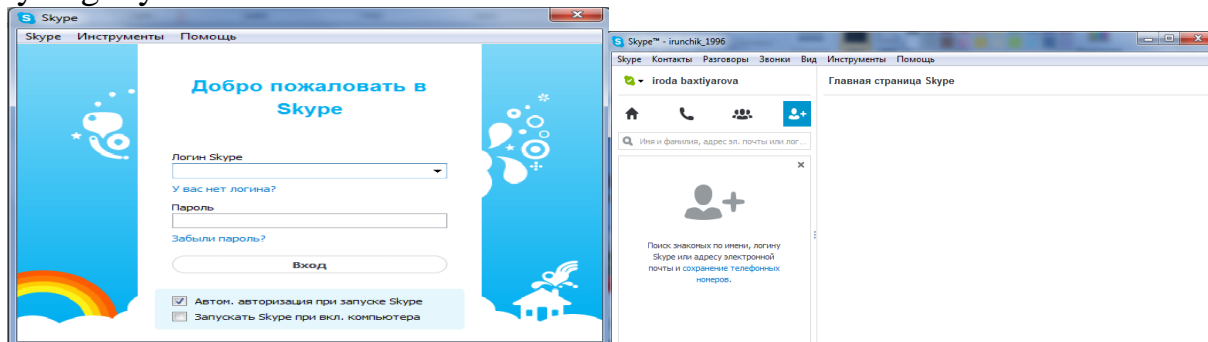 Skype
Skype Инструменты Помощь
Добро пожаловать в
Skype
Логин Skype
У вас нет логина?
Пароль
Забыли пароль?
Вход
Автом. авторизация при запуске Skype
Запускать Skype при вкл. компьютера
Skype™ - irunchik_1996
Skype Контакты Разговоры Звонки Вид Инструменты Помощь
iroda baxtiyarova
Главная страница Skype
Имя и фамилия, адрес эл. почты или лог...
Поиск знакомых по имени, логину
Skype или адресу электронной
почты и сохранение телефонных
номеров.